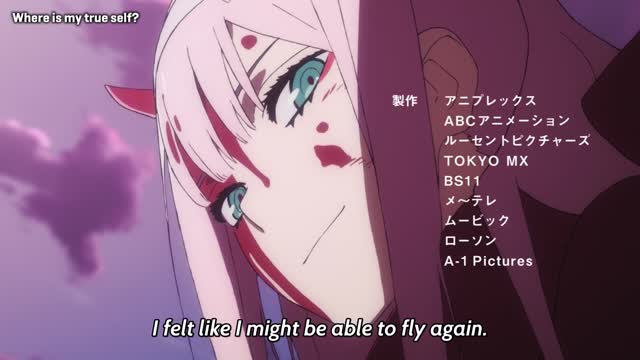 Where is my true self?
製作 アニプレックス
ABCアニメーション
ルーセントピクチャーズ
TOKYO MX
BS11
メ〜テレ
ムービック
ローソン
A-1 Pictures
I felt like I might be able to fly again.